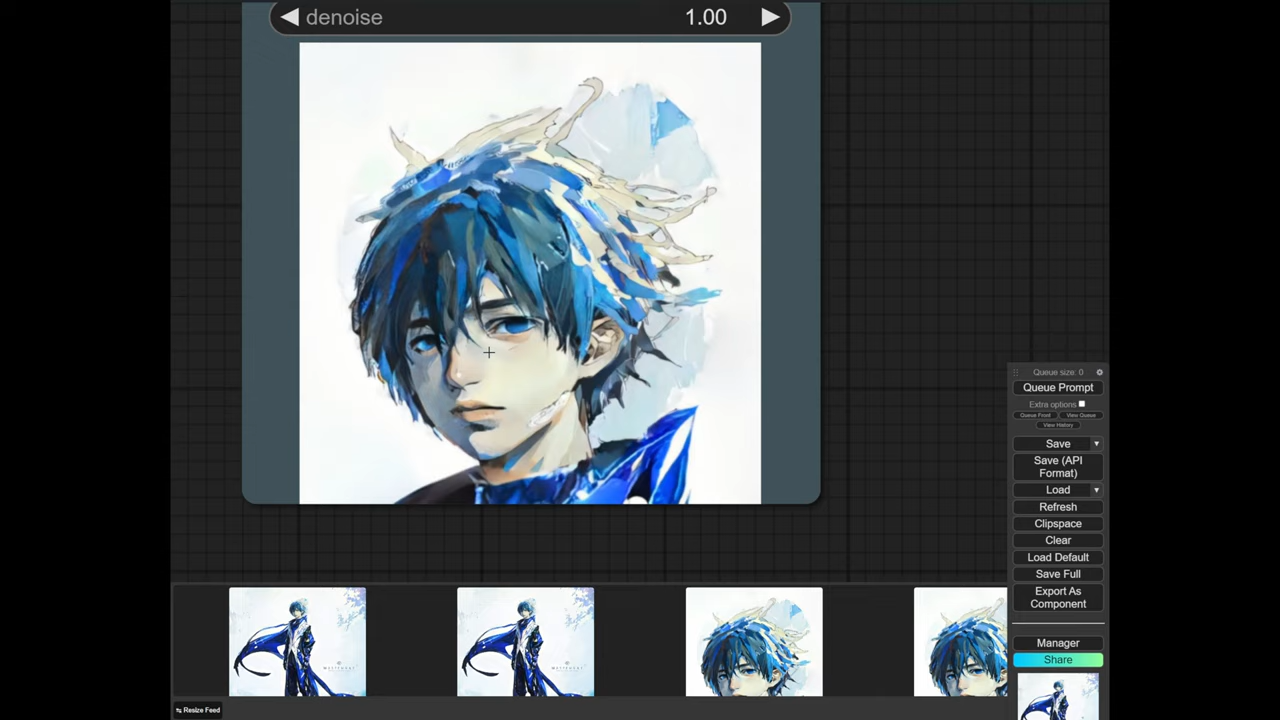 denoise 1.00
Queue size: 0
Queue Prompt
Extra options
Queue Front View Queue
View History
Save
Save (API
Format)
Load
Refresh
Clipspace
Clear
Load Default
Save Full
Export As
Component
Manager
Share
Resize Feed